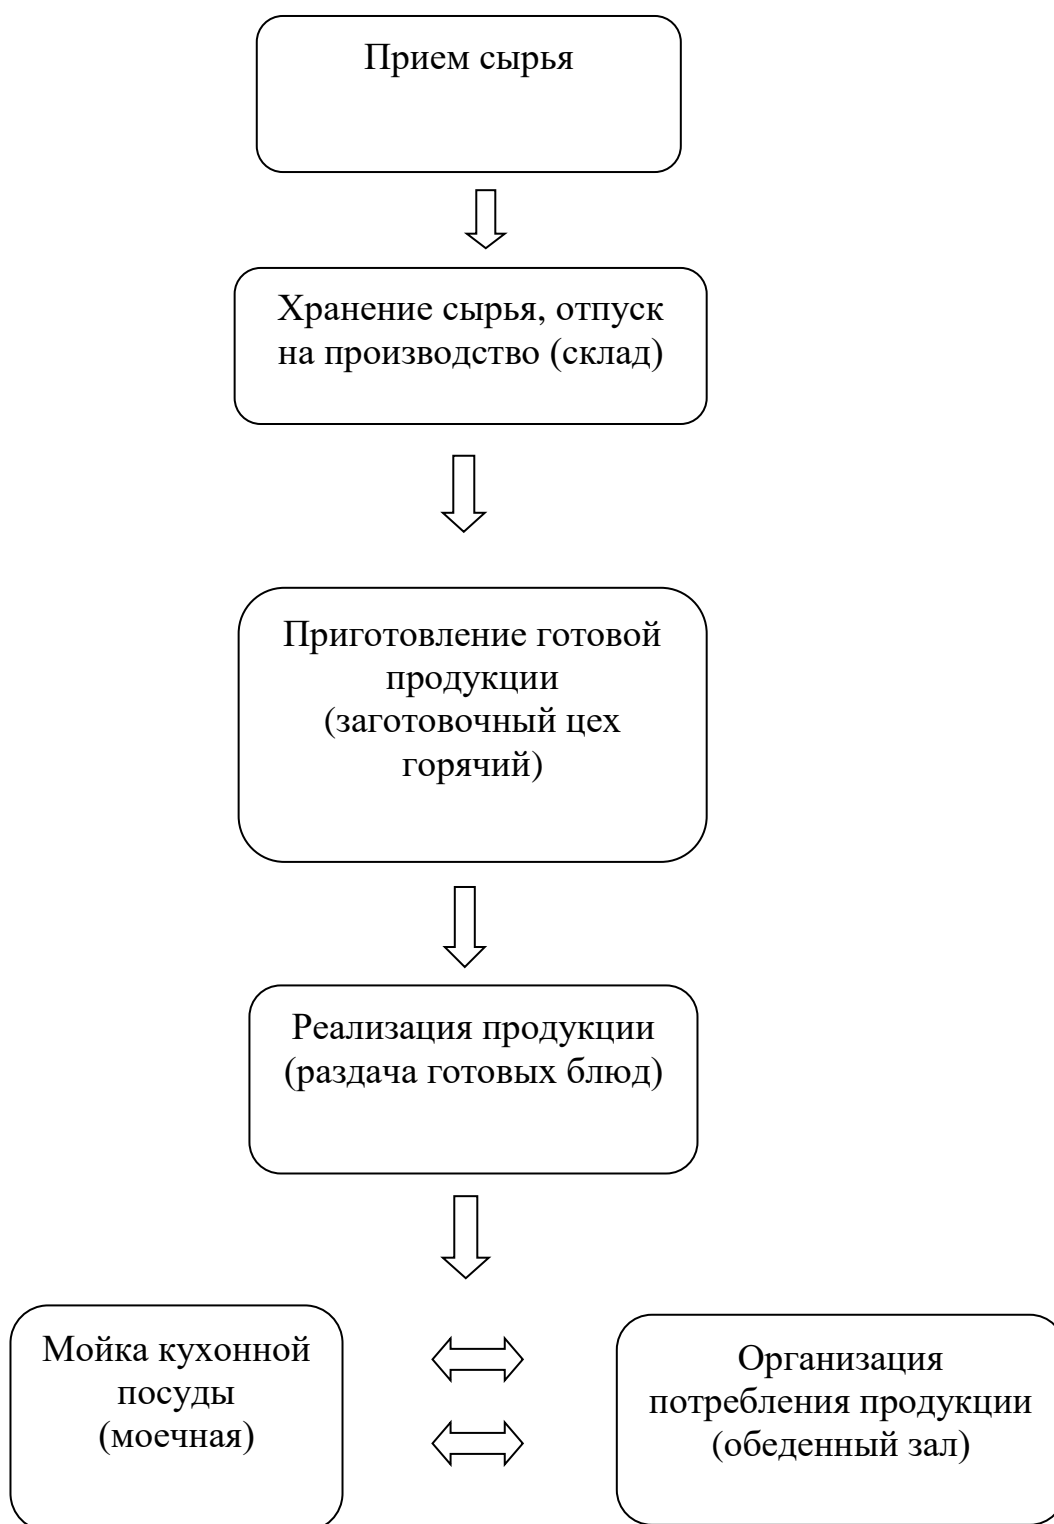 Прием сырья
Хранение сырья, отпуск
на производство (склад)
Приготовление готовой
продукции
(заготовочный цех
горячий)
Реализация продукции
(раздача готовых блюд)
Мойка кухонной
посуды
(моечная)
Организация
потребления продукции
(обеденный зал)